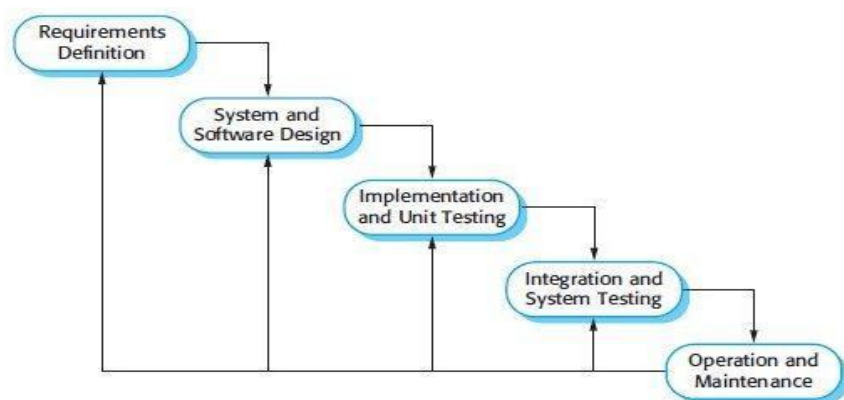 Requirements
Definition
System and
Software Design
Implementation
and Unit Testing
Integration and
System Testing
Operation and
Maintenance